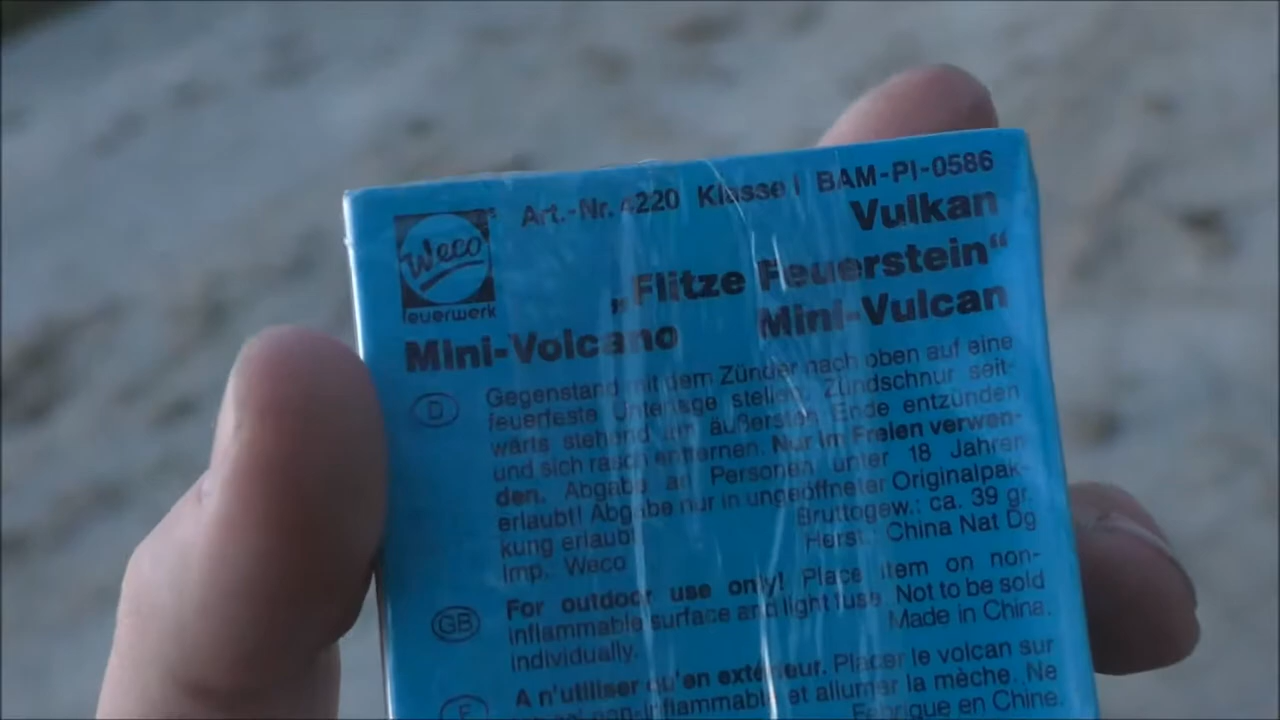 Art.-Nr. 4220 Klasse I BAM-PI-0586
Weco
feuerwerk
Vulkan
„Flitze Feuerstein“
Mini-Volcano Mini-Vulcan
D
Gegenstand mit dem Zünder nach oben auf eine
feuerfeste Unterlage stellen. Zündschnur seit-
wärts stehend am äußersten Ende entzünden
und sich rasch entfernen. Nur im Freien verwen-
den. Abgabe an Personen unter 18 Jahren
erlaubt! Abgabe nur in ungeöffneter Originalpak-
kung erlaubt! Bruttogew.: ca. 39 gr.
Imp. Weco Herst.: China Nat Dg
GB
For outdoor use only! Place item on non-
inflammable surface and light fuse. Not to be sold
individually. Made in China.
F
A n'utiliser qu'en extérieur. Placer le volcan sur
non-inflammable et allumer la mèche. Ne
Fabrique en Chine.